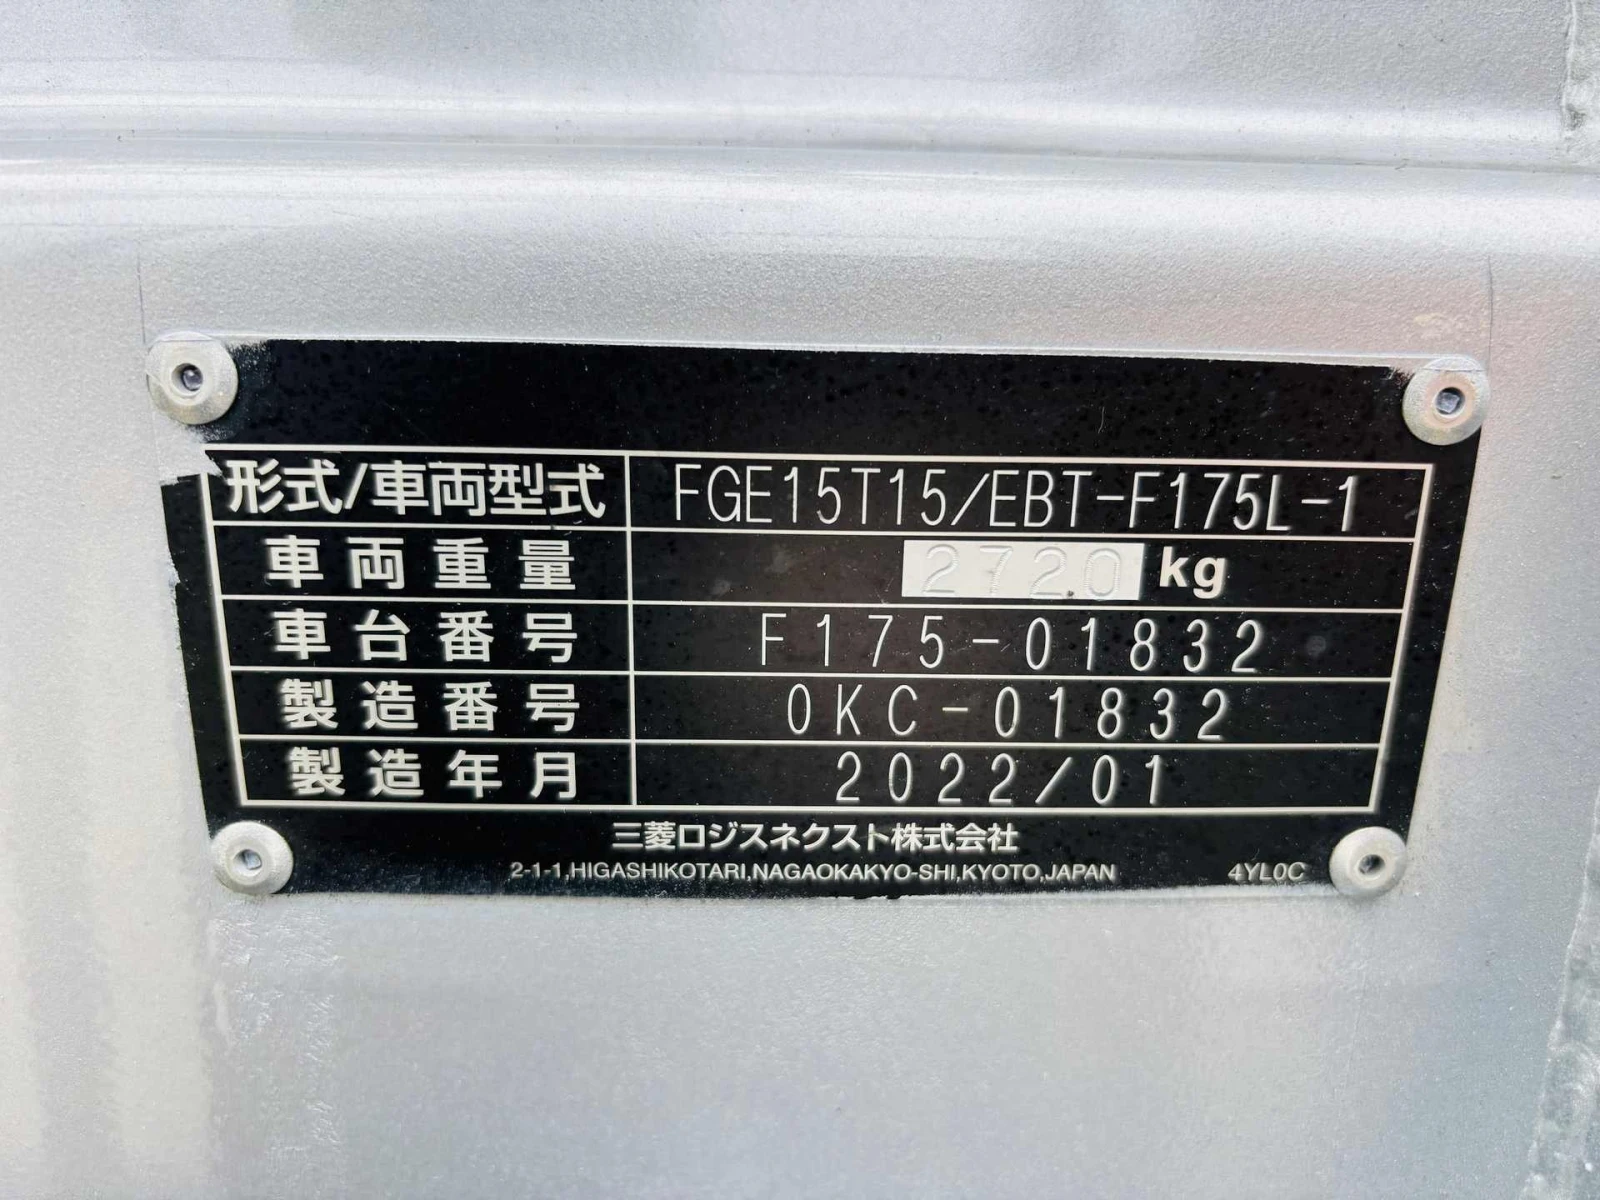 形式/車両型式 FGE15T15/EBT-F175L-1
車両重量 2720 kg
車台番号 F175-01832
製造番号 0KC-01832
製造年月 2022/01
三菱ロジスネクスト株式会社
2-1-1,HIGASHIKOTARI,NAGAOKAKYO-SHI,KYOTO,JAPAN 4YL0C